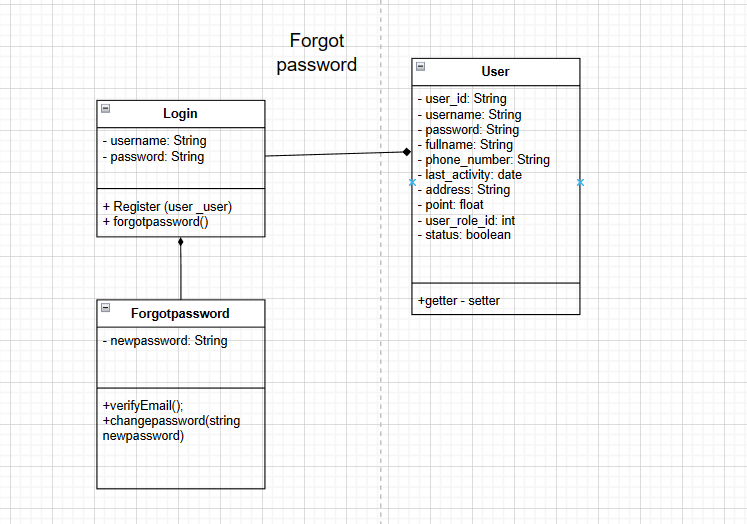 Forgot
password
Login
- username: String
- password: String
+ Register (user _user)
+ forgotpassword()
Forgotpassword
- newpassword: String
+verifyEmail();
+changepassword(string
newpassword)
User
- user_id: String
- username: String
- password: String
- fullname: String
- phone_number: String
- last_activity: date
- address: String
- point: float
- user_role_id: int
- status: boolean
+getter - setter